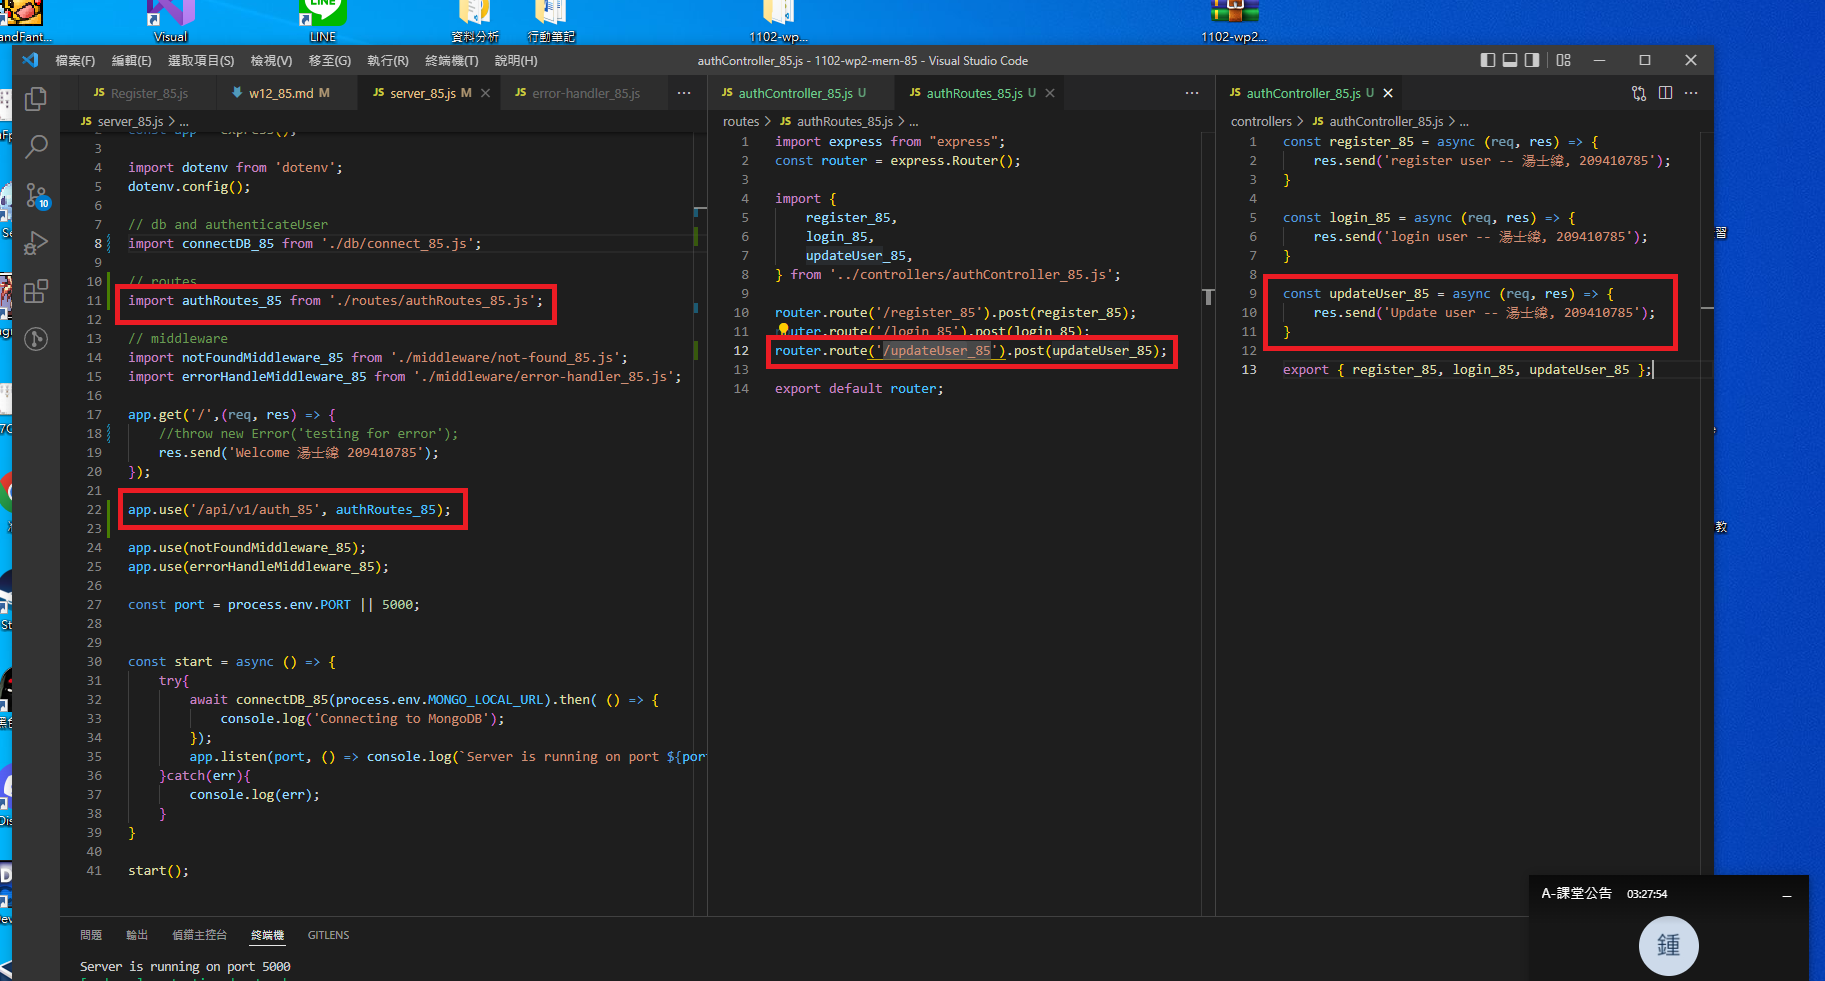 andFant...
Visual
LINE
資料分析
行動筆記
1102-wp...
1102-wp2...
檔案(F) 編輯(E) 選取項目(S) 檢視(V) 移至(G) 執行(R) 終端機(T) 說明(H)
authController_85.js - 1102-wp2-mern-85 - Visual Studio Code
JS Register_85.js
w12_85.md M
JS server_85.js M
JS error-handler_85.js
JS server_85.js > ...
3
4 import dotenv from 'dotenv';
5 dotenv.config();
6
7 // db and authenticateUser
8 import connectDB_85 from './db/connect_85.js';
9
10 // routes
11 import authRoutes_85 from './routes/authRoutes_85.js';
12
13 // middleware
14 import notFoundMiddleware_85 from './middleware/not-found_85.js';
15 import errorHandleMiddleware_85 from './middleware/error-handler_85.js';
16
17 app.get('/',(req, res) => {
18 //throw new Error('testing for error');
19 res.send('Welcome 湯士緯 209410785');
20 });
21
22 app.use('/api/v1/auth_85', authRoutes_85);
23
24 app.use(notFoundMiddleware_85);
25 app.use(errorHandleMiddleware_85);
26
27 const port = process.env.PORT || 5000;
28
29
30 const start = async () => {
31 try{
32 await connectDB_85(process.env.MONGO_LOCAL_URL).then( () => {
33 console.log('Connecting to MongoDB');
34 });
35 app.listen(port, () => console.log(`Server is running on port ${por
36 }catch(err){
37 console.log(err);
38 }
39 }
40
41 start();
JS authController_85.js U
JS authRoutes_85.js U
routes > JS authRoutes_85.js > ...
1 import express from "express";
2 const router = express.Router();
3
4 import {
5 register_85,
6 login_85,
7 updateUser_85,
8 } from '../controllers/authController_85.js';
9
10 router.route('/register_85').post(register_85);
11 router.route('/login_85').post(login_85);
12 router.route('/updateUser_85').post(updateUser_85);
13
14 export default router;
JS authController_85.js U
controllers > JS authController_85.js > ...
1 const register_85 = async (req, res) => {
2 res.send('register user -- 湯士緯, 209410785');
3 }
4
5 const login_85 = async (req, res) => {
6 res.send('login user -- 湯士緯, 209410785');
7 }
8
9 const updateUser_85 = async (req, res) => {
10 res.send('Update user -- 湯士緯, 209410785');
11 }
12
13 export { register_85, login_85, updateUser_85 };
10
問題 輸出 偵錯主控台 終端機 GITLENS
Server is running on port 5000
A-課堂公告 03:27:54
鍾
習
教